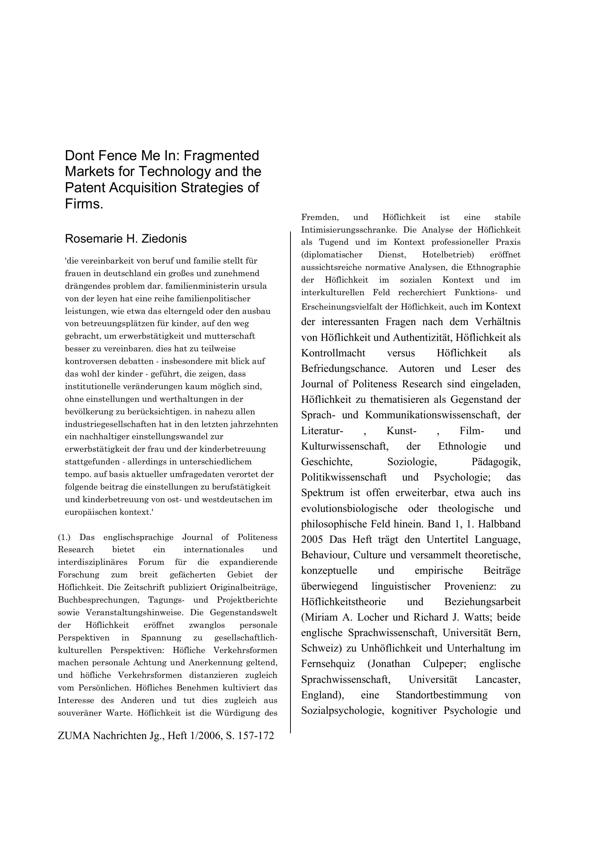 Dont Fence Me In: Fragmented
Markets for Technology and the
Patent Acquisition Strategies of
Firms.
Rosemarie H. Ziedonis
'die vereinbarkeit von beruf und familie stellt für
frauen in deutschland ein großes und zunehmend
drängendes problem dar. familienministerin ursula
von der leyen hat eine reihe familienpolitischer
leistungen, wie etwa das elterngeld oder den ausbau
von betreuungsplätzen für kinder, auf den weg
gebracht, um erwerbstätigkeit und mutterschaft
besser zu vereinbaren. dies hat zu teilweise
kontroversen debatten - insbesondere mit blick auf
das wohl der kinder - geführt, die zeigen, dass
institutionelle veränderungen kaum möglich sind,
ohne einstellungen und werthaltungen in der
bevölkerung zu berücksichtigen. in nahezu allen
industriegesellschaften hat in den letzten jahrzehnten
ein nachhaltiger einstellungswandel zur
erwerbstätigkeit der frau und der kinderbetreuung
stattgefunden - allerdings in unterschiedlichem
tempo. auf basis aktueller umfragedaten verortet der
folgende beitrag die einstellungen zu berufstätigkeit
und kinderbetreuung von ost- und westdeutschen im
europäischen kontext.'
(1.) Das englischsprachige Journal of Politeness
Research bietet ein internationales und
interdisziplinäres Forum für die expandierende
Forschung zum breit gefächerten Gebiet der
Höflichkeit. Die Zeitschrift publiziert Originalbeiträge,
Buchbesprechungen, Tagungs- und Projektberichte
sowie Veranstaltungshinweise. Die Gegenstandswelt
der Höflichkeit eröffnet zwanglos personale
Perspektiven in Spannung zu gesellschaftlich-
kulturellen Perspektiven: Höfliche Verkehrsformen
machen personale Achtung und Anerkennung geltend,
und höfliche Verkehrsformen distanzieren zugleich
vom Persönlichen. Höfliches Benehmen kultiviert das
Interesse des Anderen und tut dies zugleich aus
souveräner Warte. Höflichkeit ist die Würdigung des
ZUMA Nachrichten Jg., Heft 1/2006, S. 157-172
Fremden, und Höflichkeit ist eine stabile
Intimisierungsschranke. Die Analyse der Höflichkeit
als Tugend und im Kontext professioneller Praxis
(diplomatischer Dienst, Hotelbetrieb) eröffnet
aussichtsreiche normative Analysen, die Ethnographie
der Höflichkeit im sozialen Kontext und im
interkulturellen Feld recherchiert Funktions- und
Erscheinungsvielfalt der Höflichkeit, auch im Kontext
der interessanten Fragen nach dem Verhältnis
von Höflichkeit und Authentizität, Höflichkeit als
Kontrollmacht versus Höflichkeit als
Befriedungschance. Autoren und Leser des
Journal of Politeness Research sind eingeladen,
Höflichkeit zu thematisieren als Gegenstand der
Sprach- und Kommunikationswissenschaft, der
Literatur- , Kunst- , Film- und
Kulturwissenschaft, der Ethnologie und
Geschichte, Soziologie, Pädagogik,
Politikwissenschaft und Psychologie; das
Spektrum ist offen erweiterbar, etwa auch ins
evolutionsbiologische oder theologische und
philosophische Feld hinein. Band 1, 1. Halbband
2005 Das Heft trägt den Untertitel Language,
Behaviour, Culture und versammelt theoretische,
konzeptuelle und empirische Beiträge
überwiegend linguistischer Provenienz: zu
Höflichkeitstheorie und Beziehungsarbeit
(Miriam A. Locher und Richard J. Watts; beide
englische Sprachwissenschaft, Universität Bern,
Schweiz) zu Unhöflichkeit und Unterhaltung im
Fernsehquiz (Jonathan Culpeper; englische
Sprachwissenschaft, Universität Lancaster,
England), eine Standortbestimmung von
Sozialpsychologie, kognitiver Psychologie und